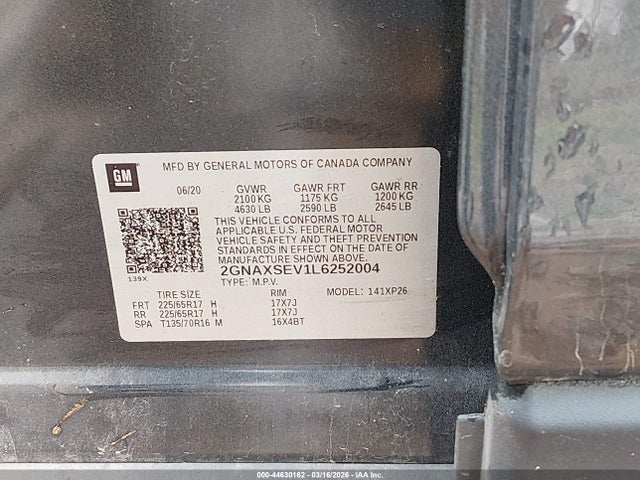 GM
MFD BY GENERAL MOTORS OF CANADA COMPANY
06/20 GVWR GAWR FRT GAWR RR
2100 KG 1175 KG 1200 KG
4630 LB 2590 LB 2645 LB
THIS VEHICLE CONFORMS TO ALL
APPLICABLE U.S. FEDERAL MOTOR
VEHICLE SAFETY AND THEFT PREVENTION
STANDARDS IN EFFECT ON THE DATE OF
MANUFACTURE SHOWN ABOVE.
2GNAXSEV1L6252004
139X TYPE: M.P.V.
TIRE SIZE RIM MODEL: 141XP26
FRT 225/65R17 H 17X7J
RR 225/65R17 H 17X7J
SPA T135/70R16 M 16X4BT
000-44630162 - 03/16/2026 - IAA Inc.